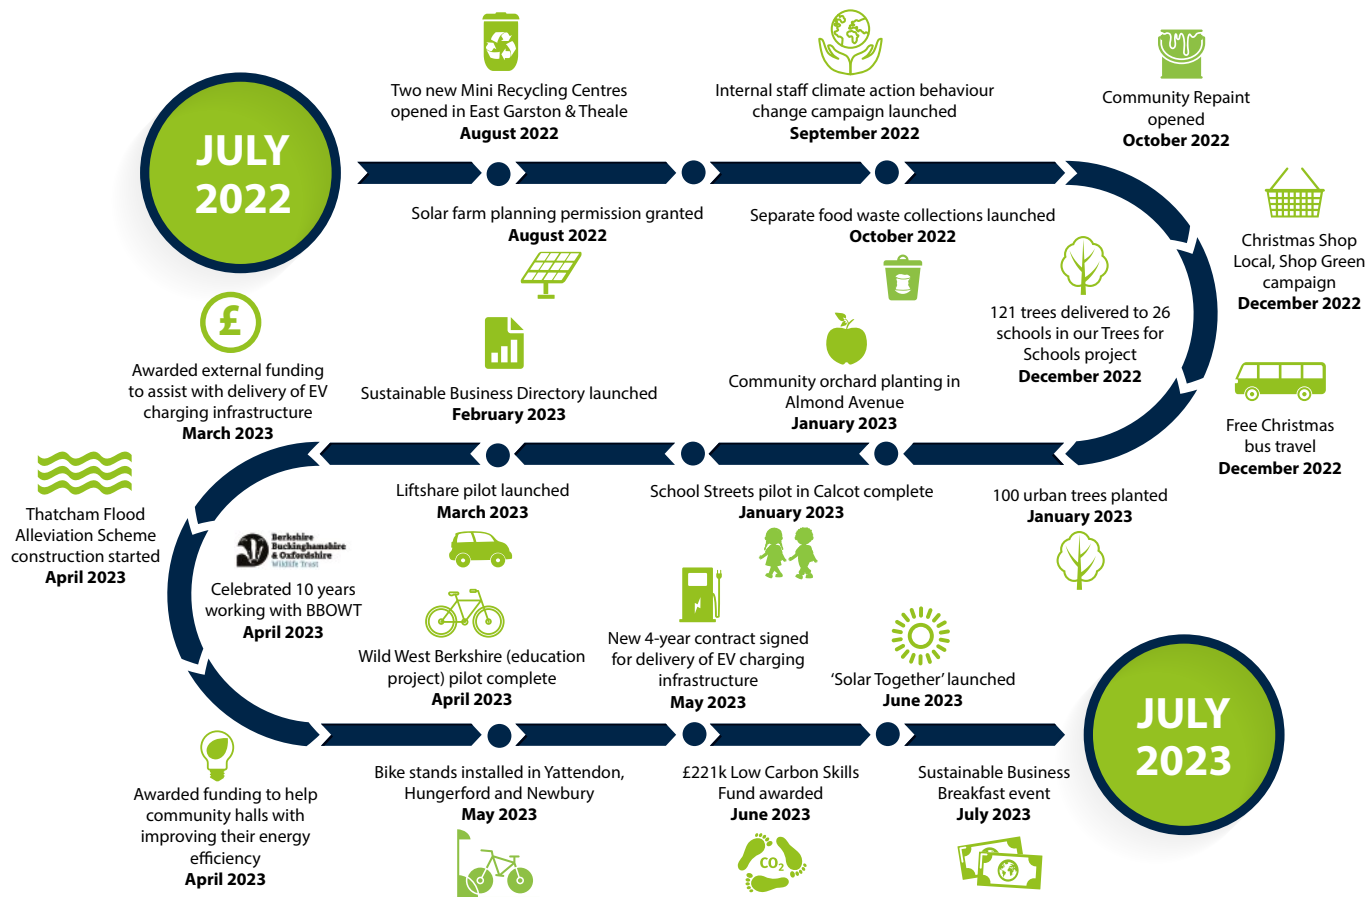 JULY
2022
Two new Mini Recycling Centres
opened in East Garston & Theale
August 2022
Solar farm planning permission granted
August 2022
Internal staff climate action behaviour
change campaign launched
September 2022
Separate food waste collections launched
October 2022
Community Repaint
opened
October 2022
Christmas Shop
Local, Shop Green
campaign
December 2022
121 trees delivered to 26
schools in our Trees for
Schools project
December 2022
Free Christmas
bus travel
December 2022
100 urban trees planted
January 2023
Community orchard planting in
Almond Avenue
January 2023
School Streets pilot in Calcot complete
January 2023
Sustainable Business Directory launched
February 2023
Liftshare pilot launched
March 2023
£
Awarded external funding
to assist with delivery of EV
charging infrastructure
March 2023
Thatcham Flood
Alleviation Scheme
construction started
April 2023
Berkshire
Buckinghamshire
& Oxfordshire
Wildlife Trust
Celebrated 10 years
working with BBOWT
April 2023
Awarded funding to help
community halls with
improving their energy
efficiency
April 2023
Wild West Berkshire (education
project) pilot complete
April 2023
Bike stands installed in Yattendon,
Hungerford and Newbury
May 2023
New 4-year contract signed
for delivery of EV charging
infrastructure
May 2023
£221k Low Carbon Skills
Fund awarded
June 2023
CO2
'Solar Together' launched
June 2023
Sustainable Business
Breakfast event
July 2023
JULY
2023